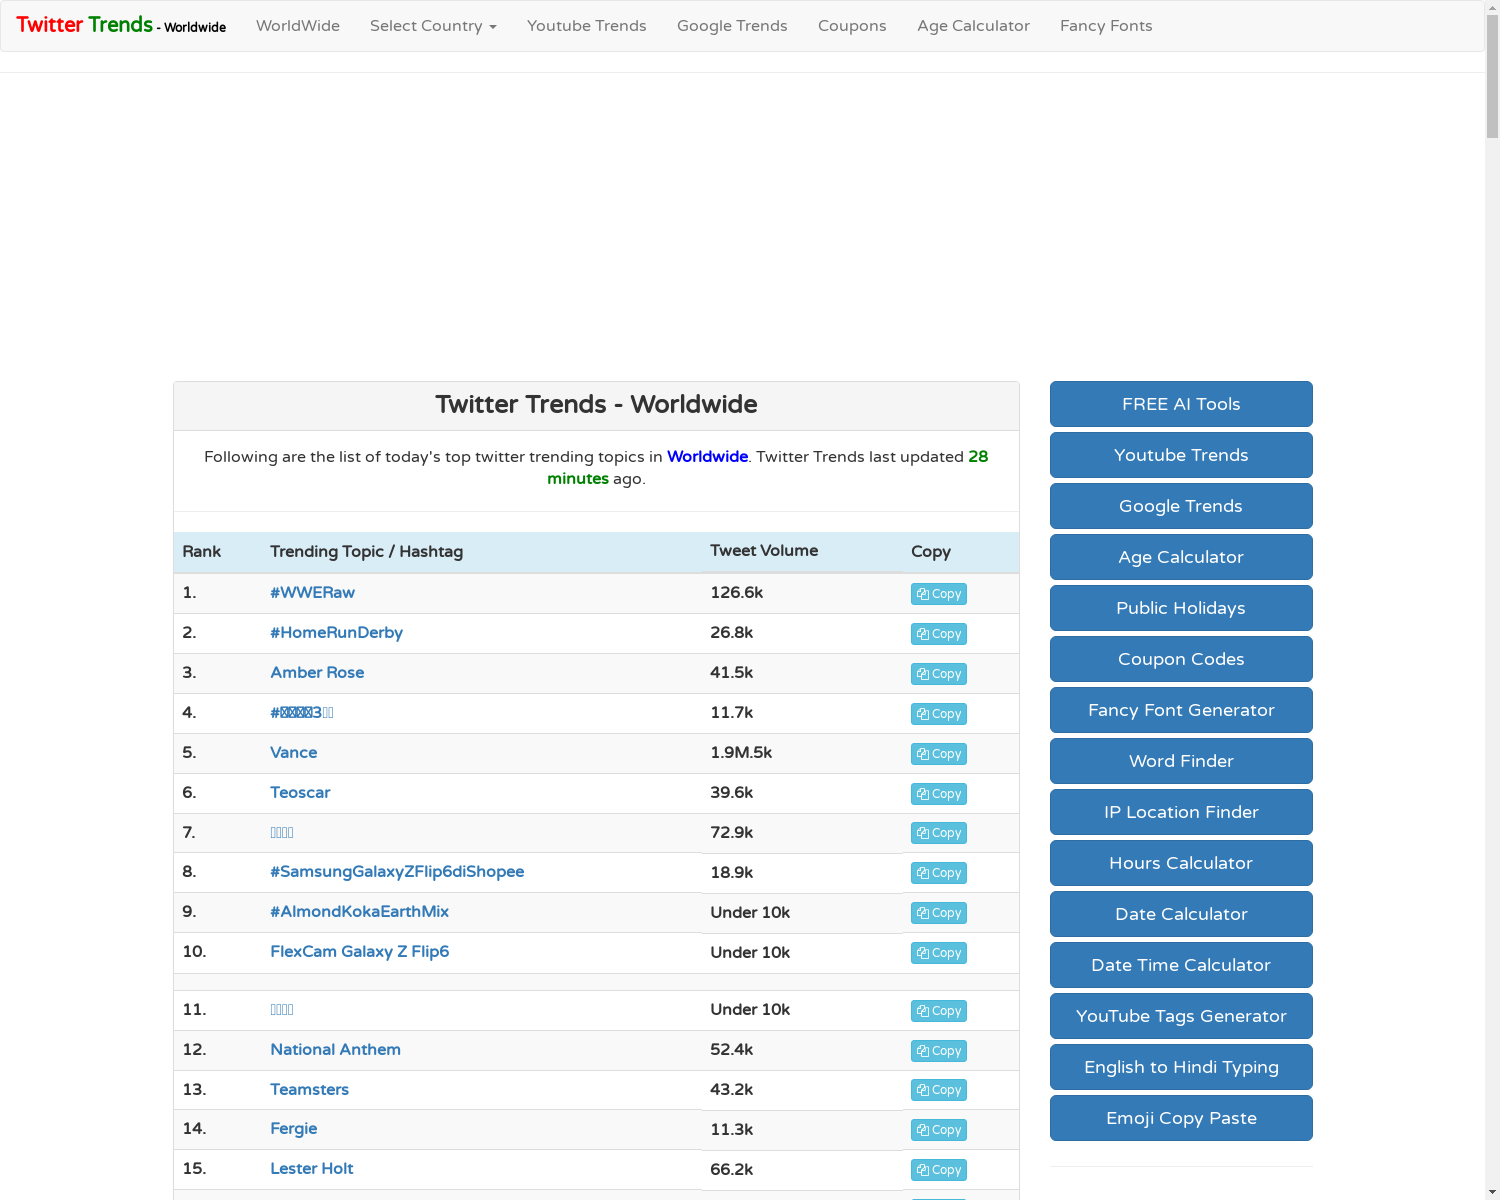 Twitter Trends - Worldwide
WorldWide
Select Country
Youtube Trends
Google Trends
Coupons
Age Calculator
Fancy Fonts
Twitter Trends - Worldwide
Following are the list of today's top twitter trending topics in Worldwide. Twitter Trends last updated 28
minutes ago.
Rank Trending Topic / Hashtag Tweet Volume Copy
1. #WWERaw 126.6k Copy
2. #HomeRunDerby 26.8k Copy
3. Amber Rose 41.5k Copy
4. # 3 11.7k Copy
5. Vance 1.9M.5k Copy
6. Teoscar 39.6k Copy
7. 72.9k Copy
8. #SamsungGalaxyZFlip6diShopee 18.9k Copy
9. #AlmondKokaEarthMix Under 10k Copy
10. FlexCam Galaxy Z Flip6 Under 10k Copy
11. Under 10k Copy
12. National Anthem 52.4k Copy
13. Teamsters 43.2k Copy
14. Fergie 11.3k Copy
15. Lester Holt 66.2k Copy
FREE AI Tools
Youtube Trends
Google Trends
Age Calculator
Public Holidays
Coupon Codes
Fancy Font Generator
Word Finder
IP Location Finder
Hours Calculator
Date Calculator
Date Time Calculator
YouTube Tags Generator
English to Hindi Typing
Emoji Copy Paste